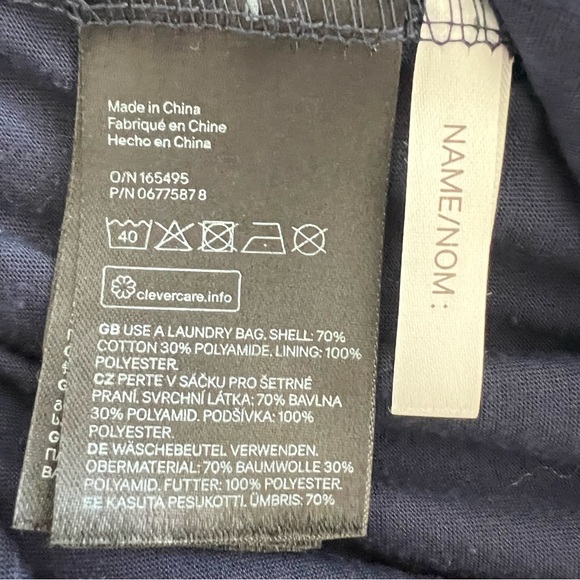 Made in China
Fabriqué en Chine
Hecho en China
O/N 165495
P/N 0677587 8
40
clevercare.info
GB USE A LAUNDRY BAG. SHELL: 70%
COTTON 30% POLYAMIDE. LINING: 100%
POLYESTER.
CZ PERTE V SÁČKU PRO ŠETRNÉ
PRANÍ. SVRCHNÍ LÁTKA: 70% BAVLNA
30% POLYAMID. PODŠÍVKA: 100%
POLYESTER.
DE WÄSCHEBEUTEL VERWENDEN.
OBERMATERIAL: 70% BAUMWOLLE 30%
POLYAMID. FUTTER: 100% POLYESTER.
EE KASUTA PESUKOTTI. ÜMBRIS: 70%
NAME/NOM :